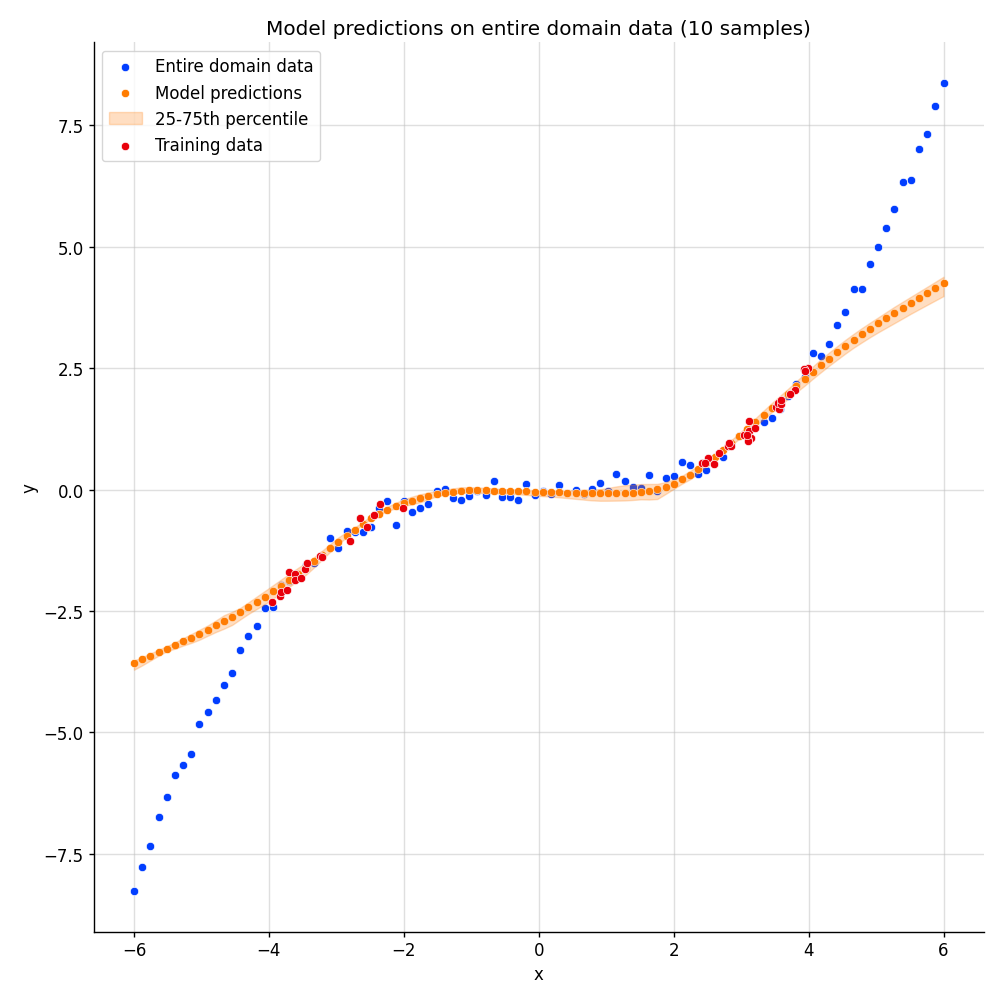 Model predictions on entire domain data (10 samples)
Entire domain data
Model predictions
25-75th percentile
Training data
7.5
5.0
2.5
0.0
−2.5
−5.0
−7.5
y
−6 −4 −2 0 2 4 6
x